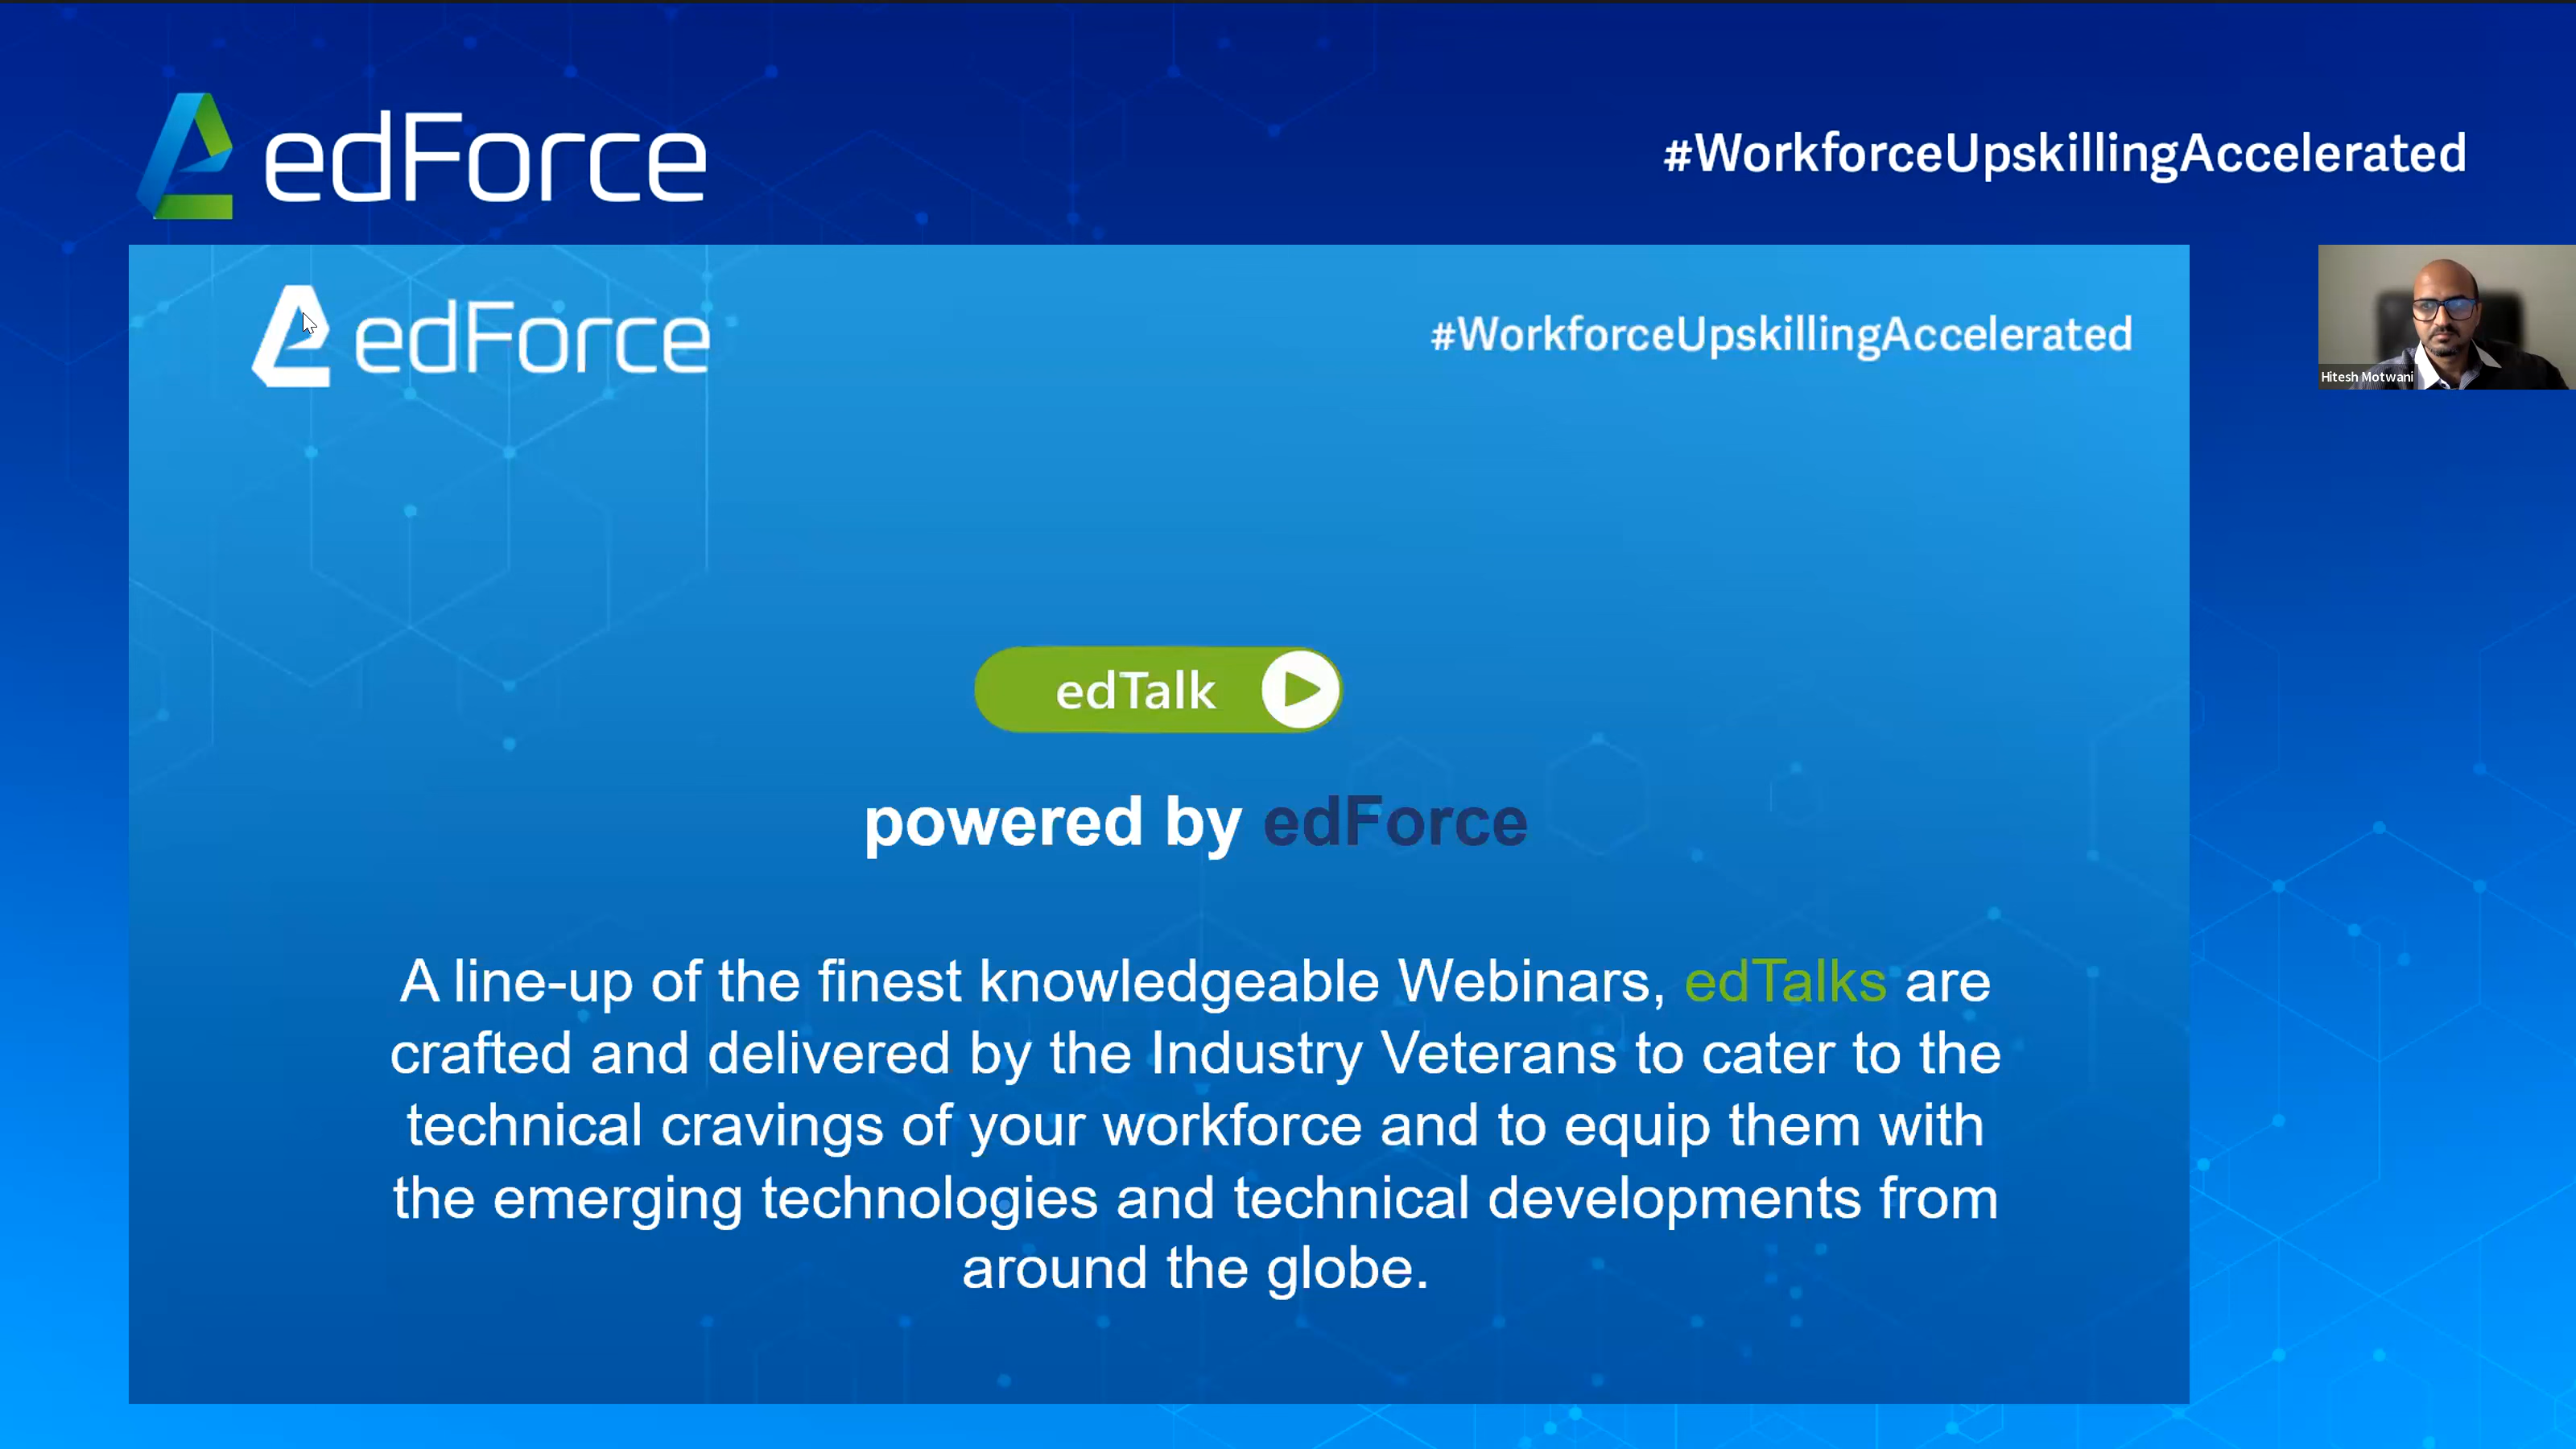 edForce
#WorkforceUpskillingAccelerated
edForce
#WorkforceUpskillingAccelerated
Hitesh Motwani
edTalk
powered by edForce
A line-up of the finest knowledgeable Webinars, edTalks are
crafted and delivered by the Industry Veterans to cater to the
technical cravings of your workforce and to equip them with
the emerging technologies and technical developments from
around the globe.